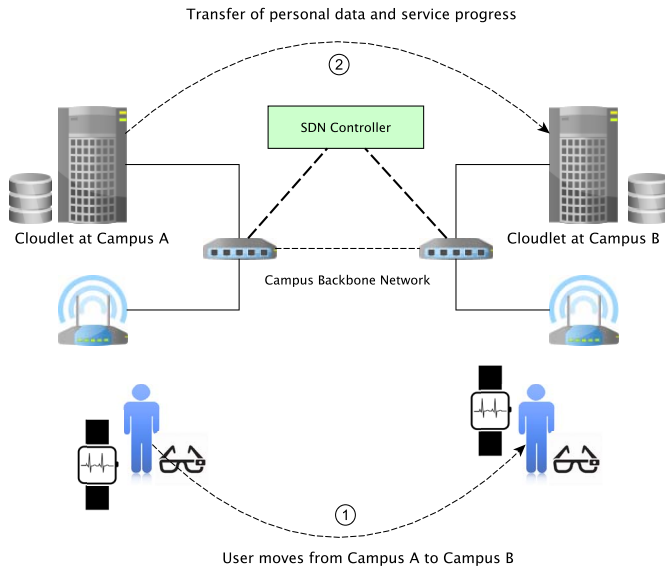 Transfer of personal data and service progress
2
SDN Controller
Cloudlet at Campus A
Cloudlet at Campus B
Campus Backbone Network
1
User moves from Campus A to Campus B